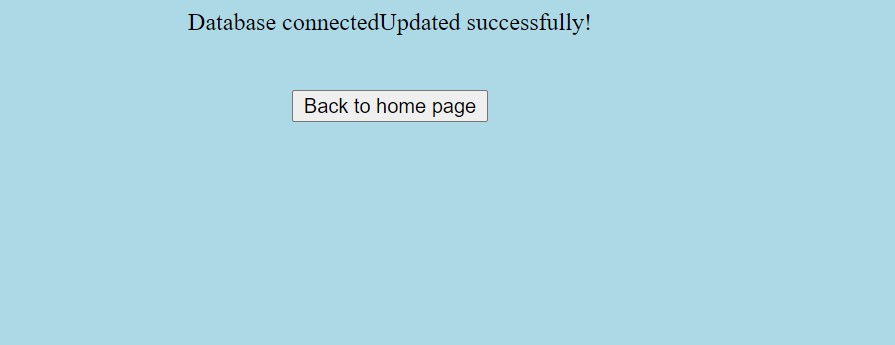 Database connectedUpdated successfully!
Back to home page